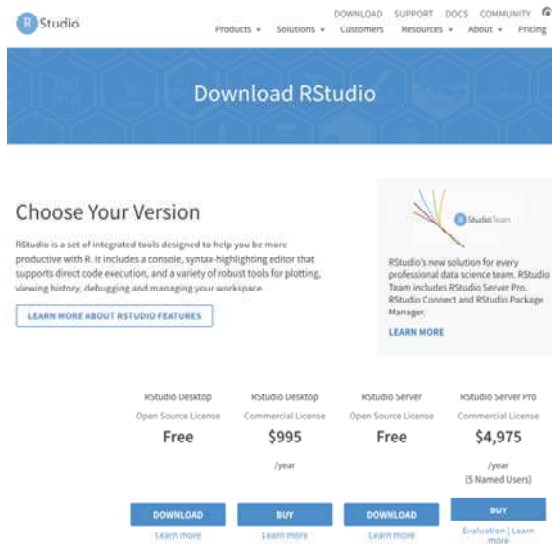 DOWNLOAD SUPPORT DOCS COMMUNITY
R Studio
Products Solutions Customers Resources About Pricing
Download RStudio
Choose Your Version
RStudio is a set of integrated tools designed to help you be more
productive with R. It includes a console, syntax-highlighting editor that
supports direct code execution, and a variety of robust tools for plotting,
viewing history, debugging and managing your workspace.
LEARN MORE ABOUT RSTUDIO FEATURES
R Studio Team
RStudio's new solution for every
professional data science team. RStudio
Team includes RStudio Server Pro,
RStudio Connect and RStudio Package
Manager.
LEARN MORE
RStudio Desktop RStudio Desktop RStudio Server RStudio Server Pro
Open Source License Commercial License Open Source License Commercial License
Free $995 Free $4,975
/year /year
(5 Named Users)
DOWNLOAD BUY DOWNLOAD BUY
Learn more Learn more Learn more Evaluation | Learn
more